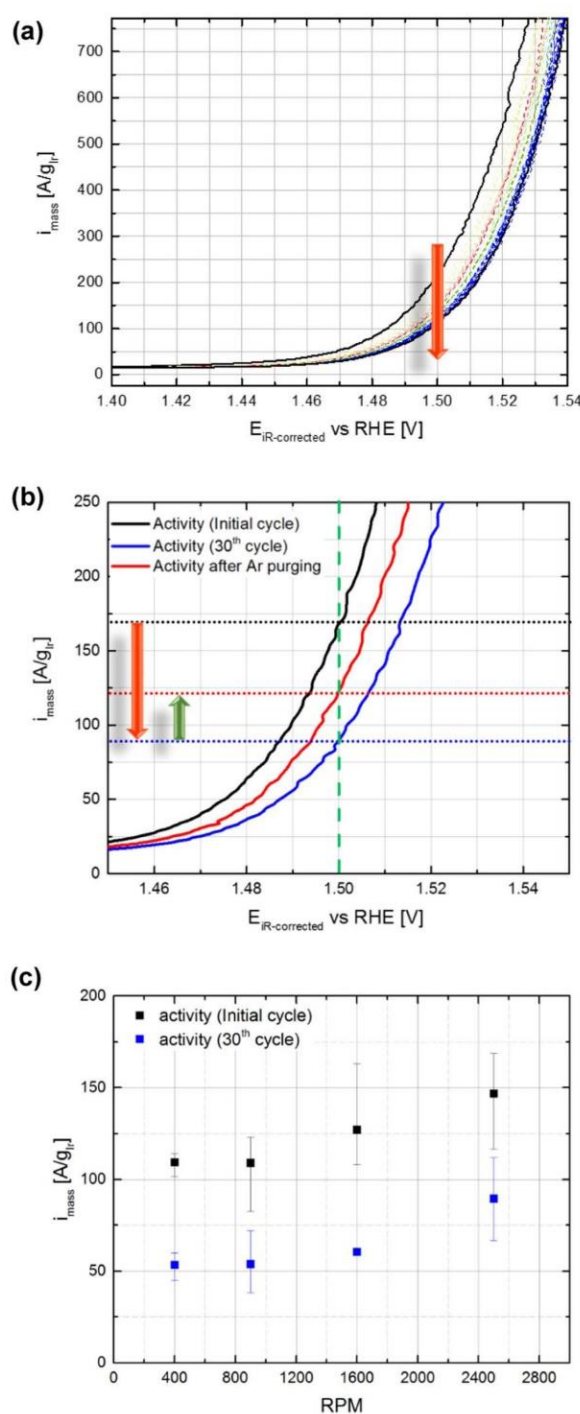 (a)
700
600
500
400
300
200
100
0
i_mass [A/g_Ir]
1.40 1.42 1.44 1.46 1.48 1.50 1.52 1.54
E_iR-corrected vs RHE [V]
(b)
250
200
150
100
50
0
i_mass [A/g_Ir]
Activity (Initial cycle)
Activity (30th cycle)
Activity after Ar purging
1.46 1.48 1.50 1.52 1.54
E_iR-corrected vs RHE [V]
(c)
200
150
100
50
0
i_mass [A/g_Ir]
activity (Initial cycle)
activity (30th cycle)
0 400 800 1200 1600 2000 2400 2800
RPM